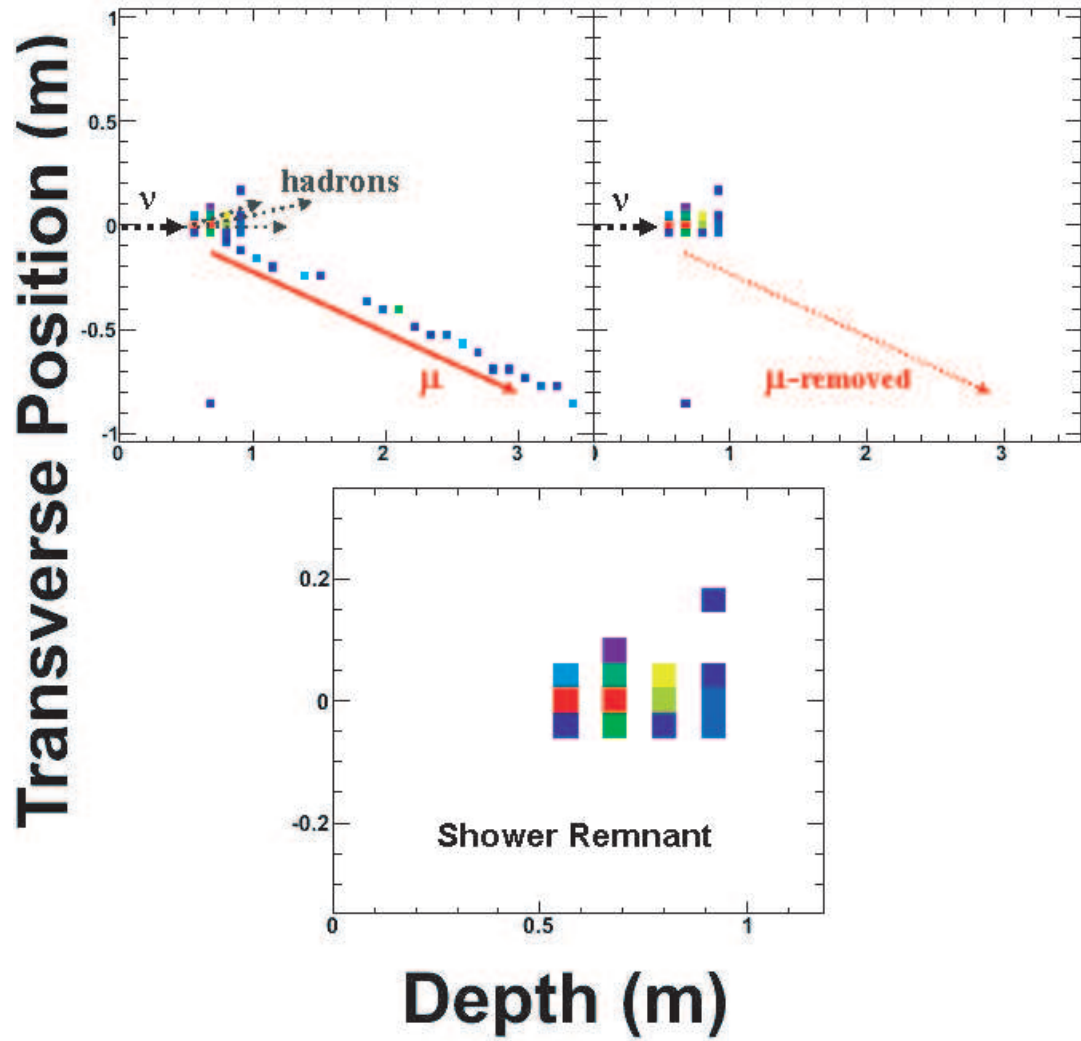 Transverse Position (m)
1
0.5
0
-0.5
-1
ν
hadrons
μ
0
1
2
3
ν
μ-removed
0
1
2
3
0.2
0
-0.2
Shower Remnant
0
0.5
1
Depth (m)